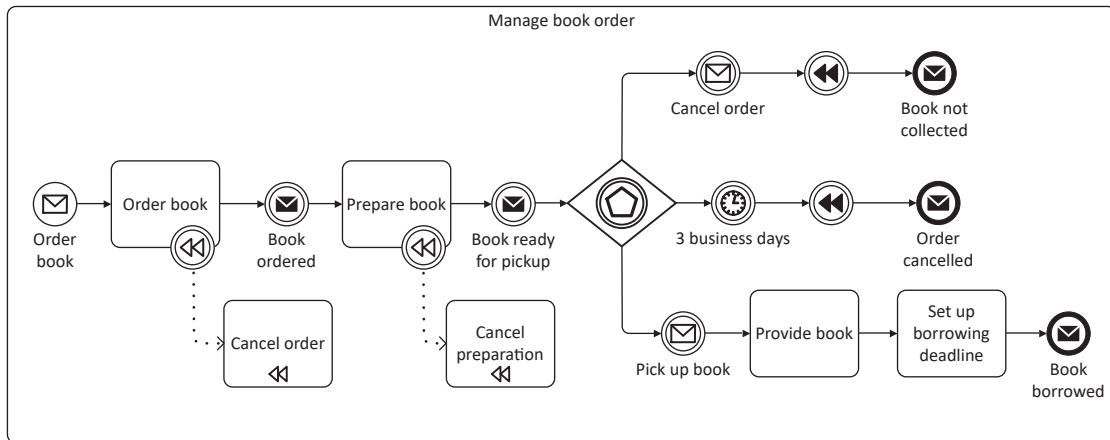 Manage book order
Cancel order
Book not
collected
Order book
Prepare book
Order
book
Book
ordered
Book ready
for pickup
3 business days
Order
cancelled
Cancel order
Cancel
preparation
Pick up book
Provide book
Set up
borrowing
deadline
Book
borrowed